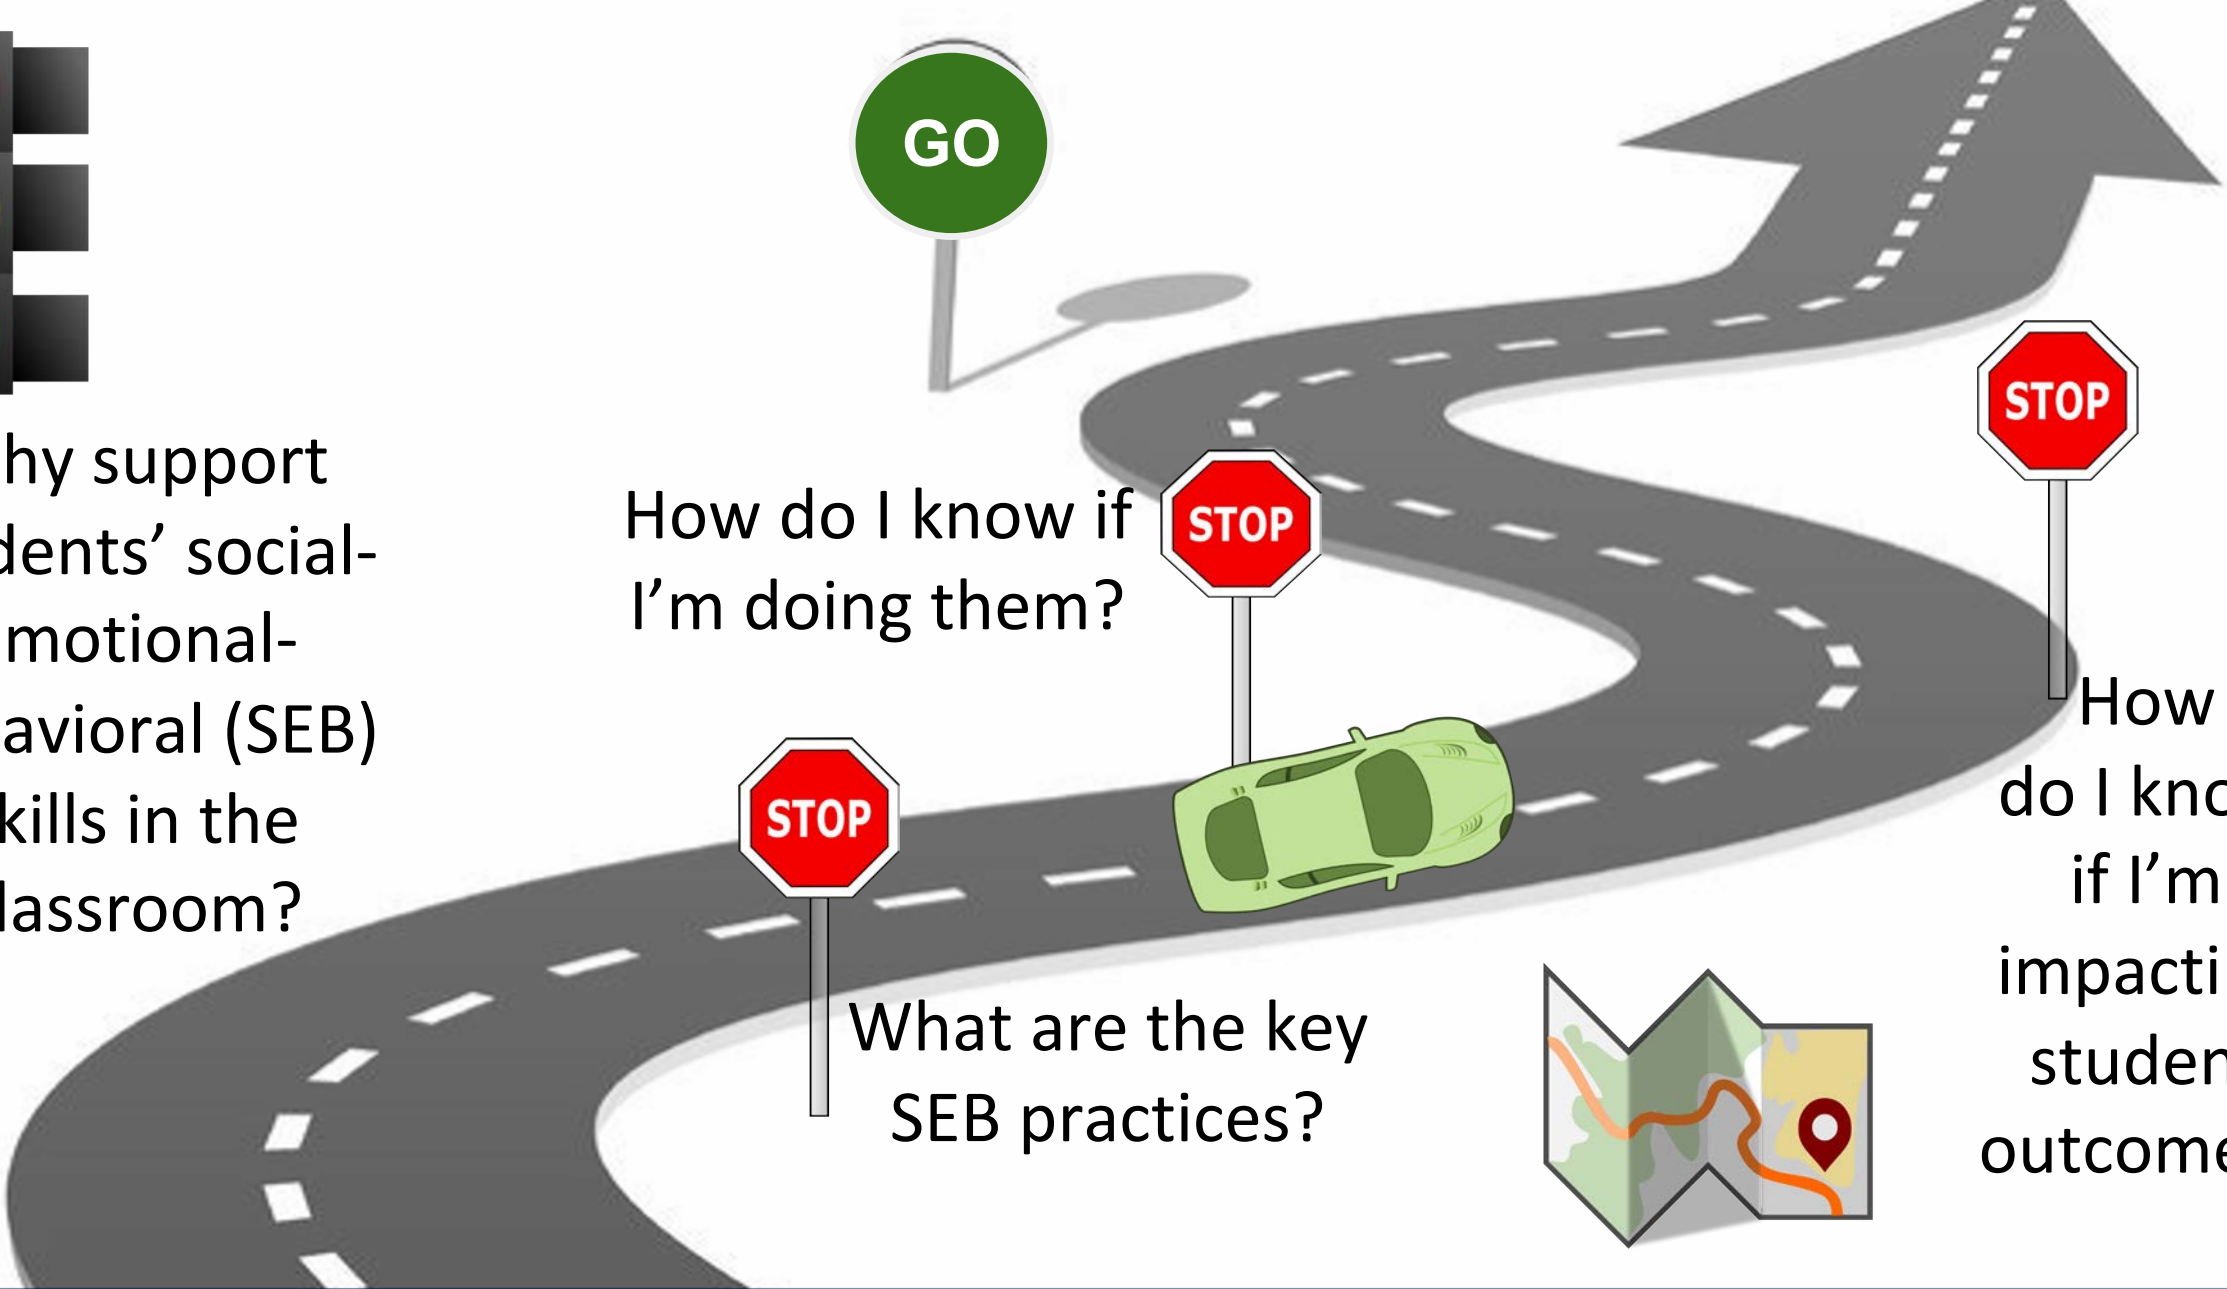 GO
STOP
hy support
dents’ social-
motional-
avioral (SEB)
kills in the
lassroom?
How do I know if
I’m doing them?
STOP
STOP
What are the key
SEB practices?
How
do I kno
if I’m
impacti
studen
outcome